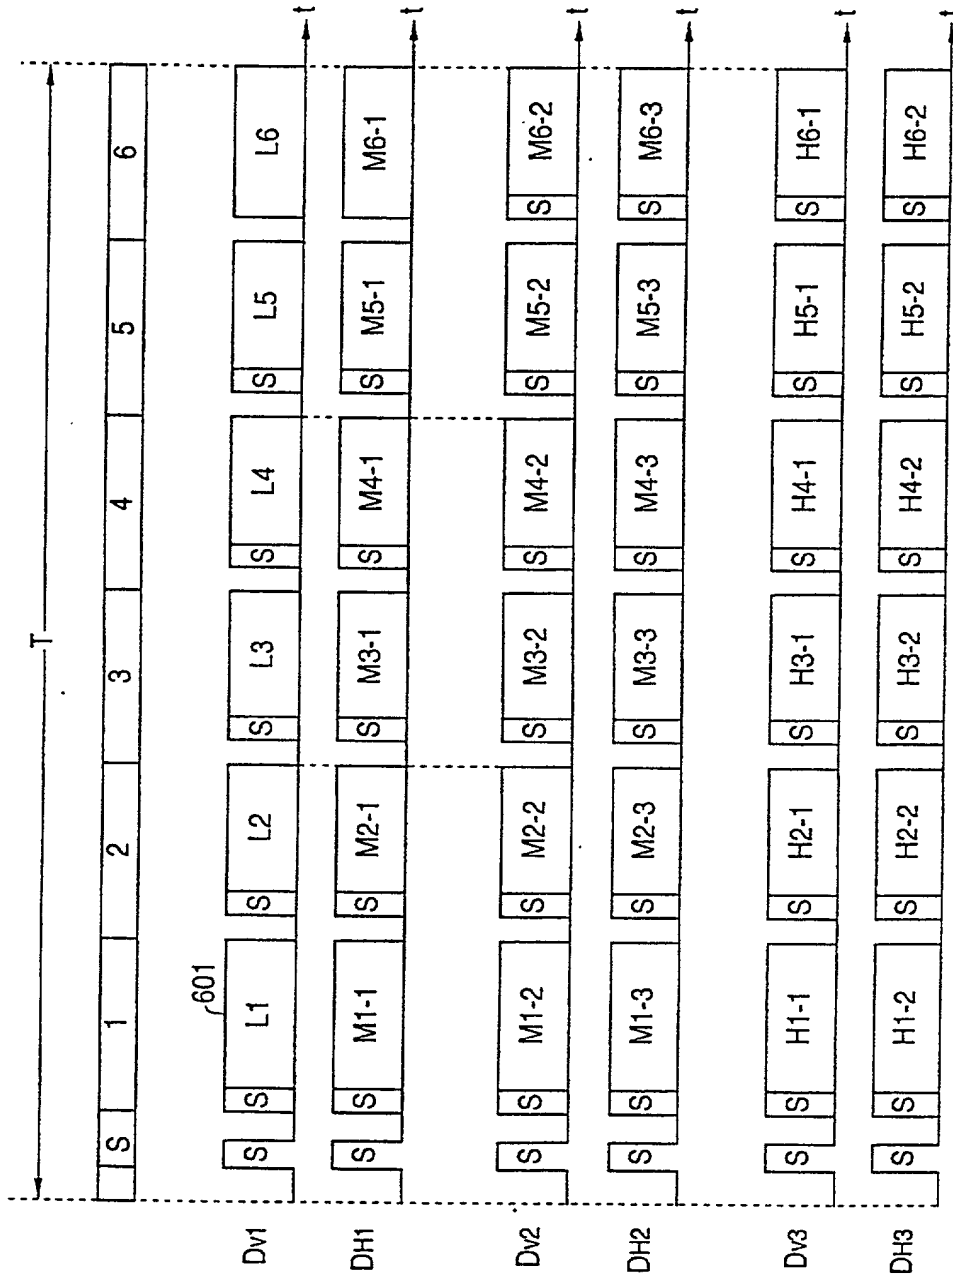 T
S 1 2 3 4 5 6
601
Dv1 S S L1 S L2 S L3 S L4 S L5 L6 t
DH1 S S M1-1 S M2-1 S M3-1 S M4-1 S M5-1 M6-1 t
Dv2 S S M1-2 S M2-2 S M3-2 S M4-2 S M5-2 S M6-2 t
DH2 S S M1-3 S M2-3 S M3-3 S M4-3 S M5-3 S M6-3 t
Dv3 S S H1-1 S H2-1 S H3-1 S H4-1 S H5-1 S H6-1 t
DH3 S S H1-2 S H2-2 S H3-2 S H4-2 S H5-2 S H6-2 t